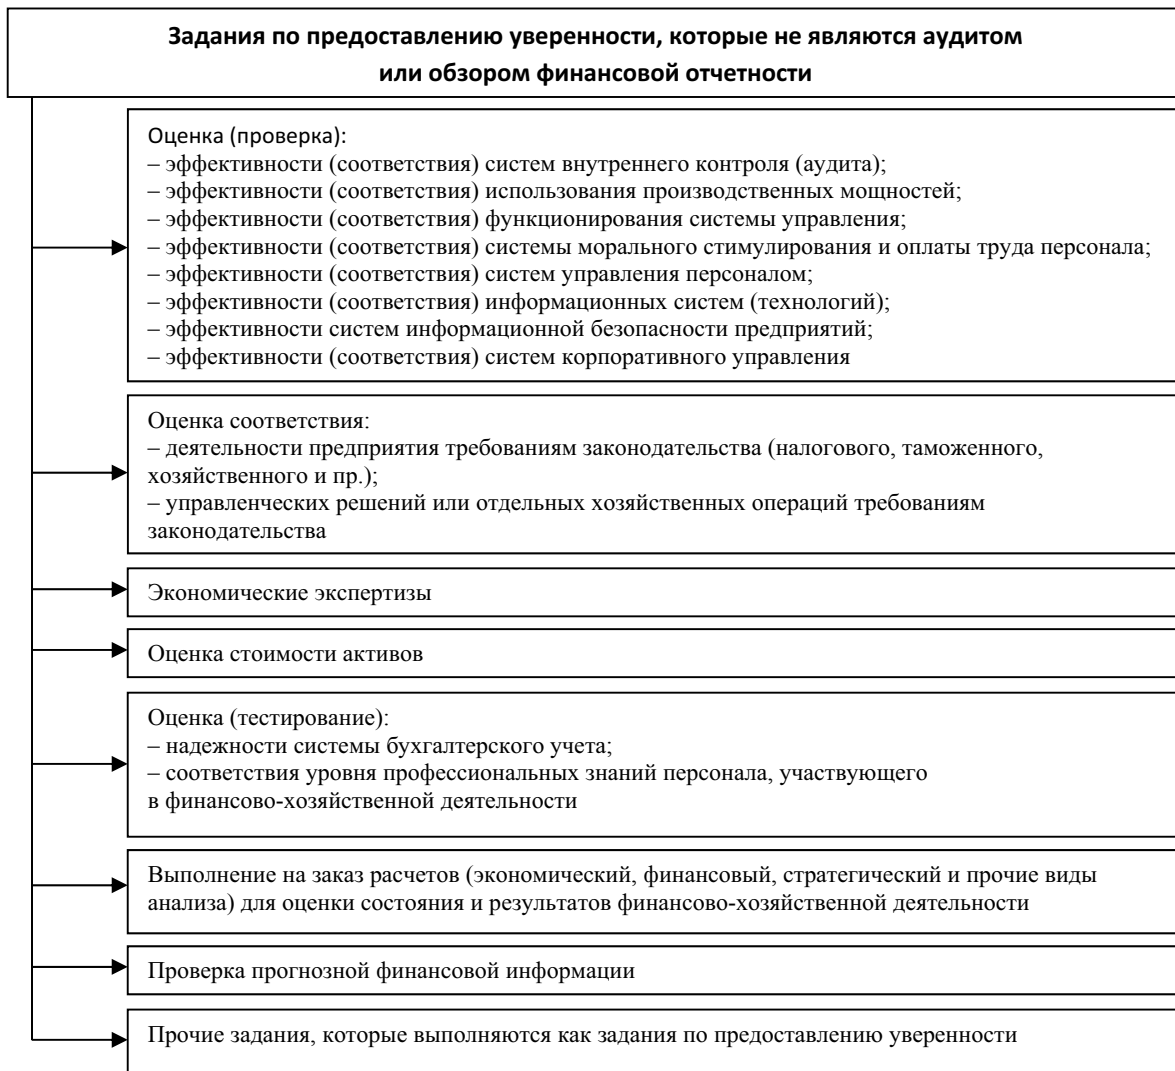 Задания по предоставлению уверенности, которые не являются аудитом
или обзором финансовой отчетности
Оценка (проверка):
– эффективности (соответствия) систем внутреннего контроля (аудита);
– эффективности (соответствия) использования производственных мощностей;
– эффективности (соответствия) функционирования системы управления;
– эффективности (соответствия) системы морального стимулирования и оплаты труда персонала;
– эффективности (соответствия) систем управления персоналом;
– эффективности (соответствия) информационных систем (технологий);
– эффективности систем информационной безопасности предприятий;
– эффективности (соответствия) систем корпоративного управления
Оценка соответствия:
– деятельности предприятия требованиям законодательства (налогового, таможенного,
хозяйственного и пр.);
– управленческих решений или отдельных хозяйственных операций требованиям
законодательства
Экономические экспертизы
Оценка стоимости активов
Оценка (тестирование):
– надежности системы бухгалтерского учета;
– соответствия уровня профессиональных знаний персонала, участвующего
в финансово-хозяйственной деятельности
Выполнение на заказ расчетов (экономический, финансовый, стратегический и прочие виды
анализа) для оценки состояния и результатов финансово-хозяйственной деятельности
Проверка прогнозной финансовой информации
Прочие задания, которые выполняются как задания по предоставлению уверенности